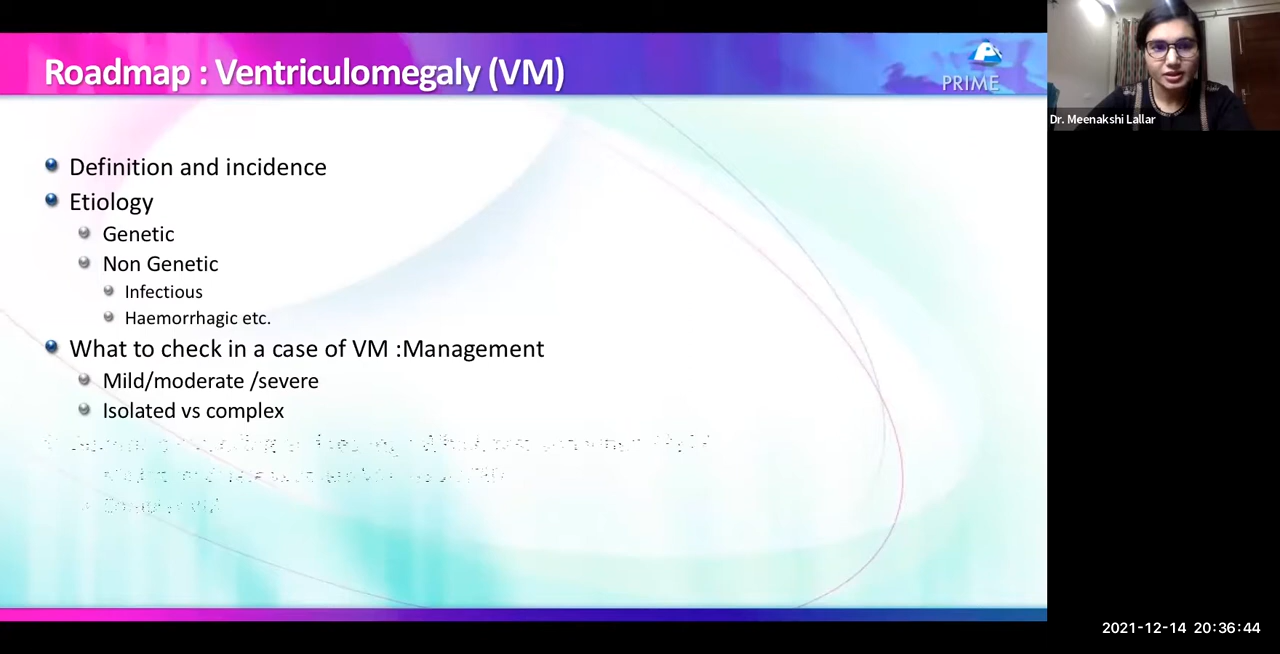 Roadmap : Ventriculomegaly (VM)
PRIME
Dr. Meenakshi Lallar
Definition and incidence
Etiology
Genetic
Non Genetic
Infectious
Haemorrhagic etc.
What to check in a case of VM :Management
Mild/moderate /severe
Isolated vs complex
2021-12-14 20:36:44